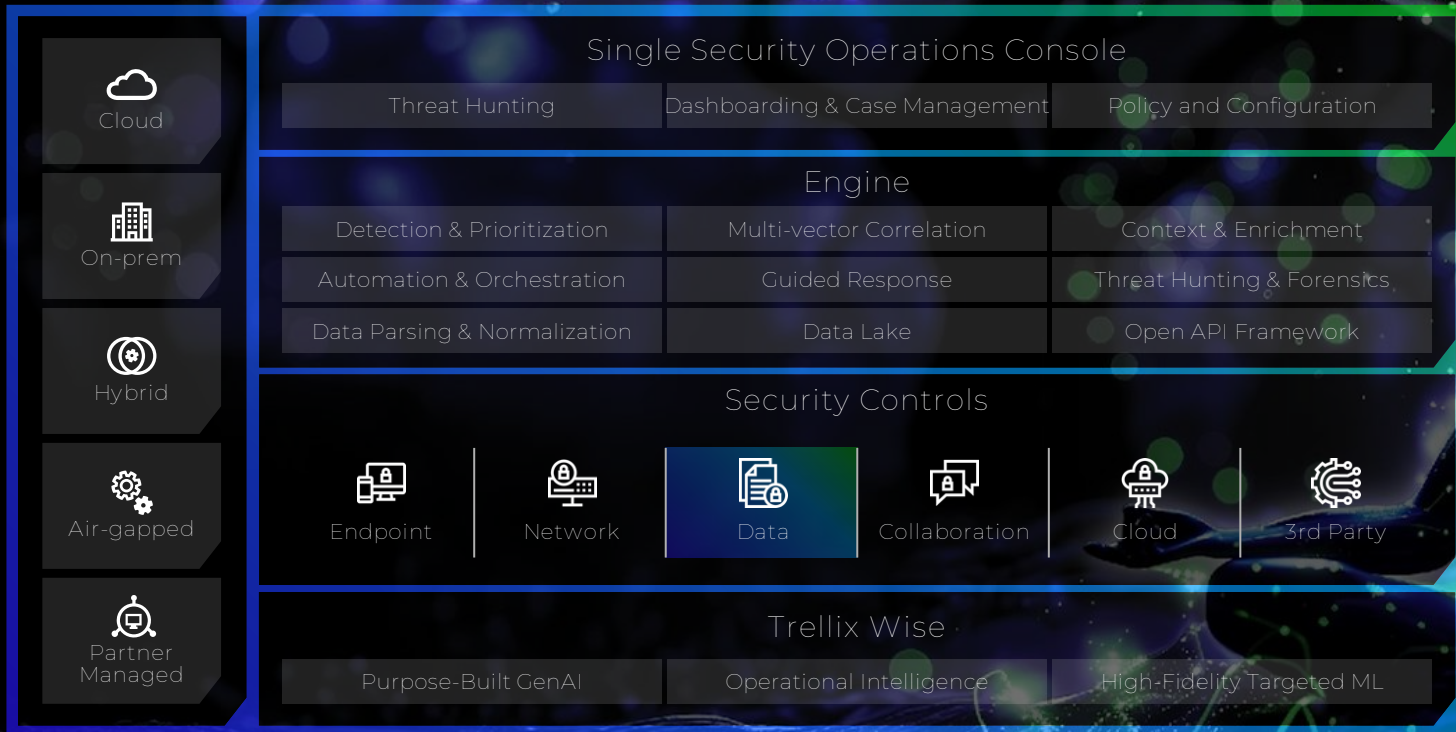 Cloud
On-prem
Hybrid
Air-gapped
Partner
Managed
Single Security Operations Console
Threat Hunting
Dashboarding & Case Management
Policy and Configuration
Engine
Detection & Prioritization
Multi-vector Correlation
Context & Enrichment
Automation & Orchestration
Guided Response
Threat Hunting & Forensics
Data Parsing & Normalization
Data Lake
Open API Framework
Security Controls
Endpoint
Network
Data
Collaboration
Cloud
3rd Party
Trellix Wise
Purpose-Built GenAI
Operational Intelligence
High-Fidelity Targeted ML